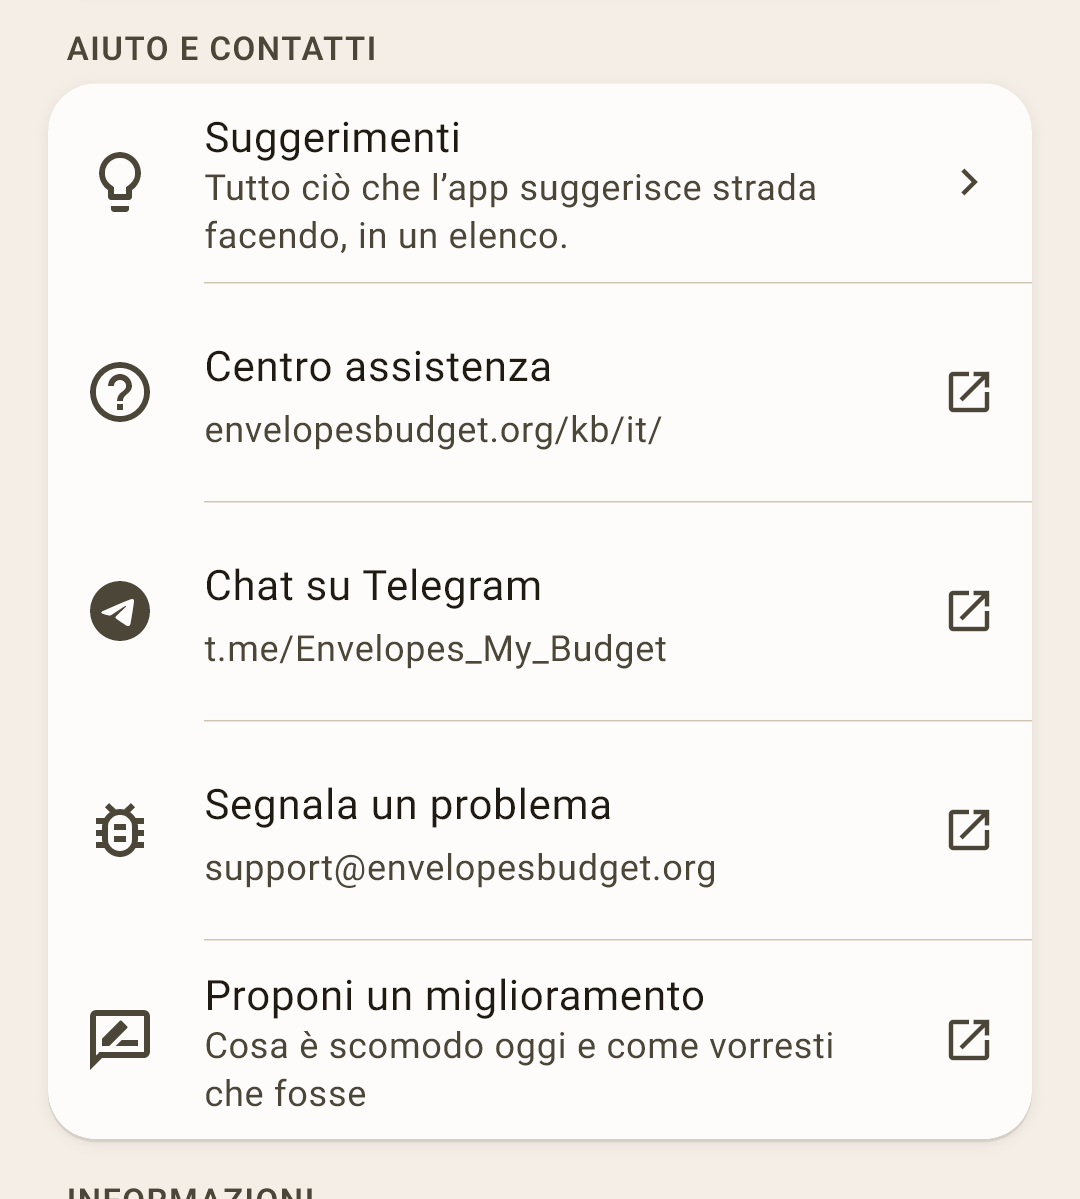 AIUTO E CONTATTI
Suggerimenti
Tutto ciò che l’app suggerisce strada
facendo, in un elenco.
Centro assistenza
envelopesbudget.org/kb/it/
Chat su Telegram
t.me/Envelopes_My_Budget
Segnala un problema
support@envelopesbudget.org
Proponi un miglioramento
Cosa è scomodo oggi e come vorresti
che fosse
INFORMAZIONI